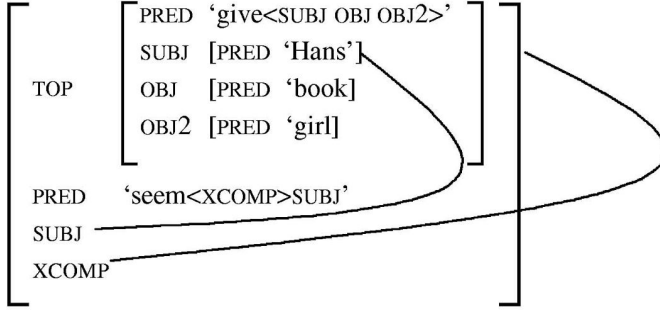 PRED ‘give<SUBJ OBJ OBJ2>’
SUBJ [PRED ‘Hans’]
TOP OBJ [PRED ‘book]
OBJ2 [PRED ‘girl]
PRED ‘seem<XCOMP>SUBJ’
SUBJ
XCOMP